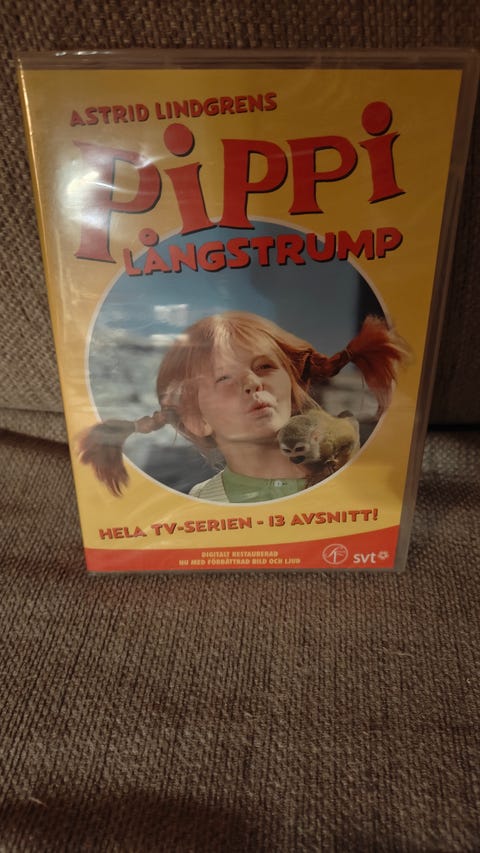 ASTRID LINDGRENS
PIPPI
LÅNGSTRUMP
HELA TV-SERIEN - 13 AVSNITT!
DIGITALT RESTAURERAD
NU MED FÖRBÄTTRAD BILD OCH LJUD
svt